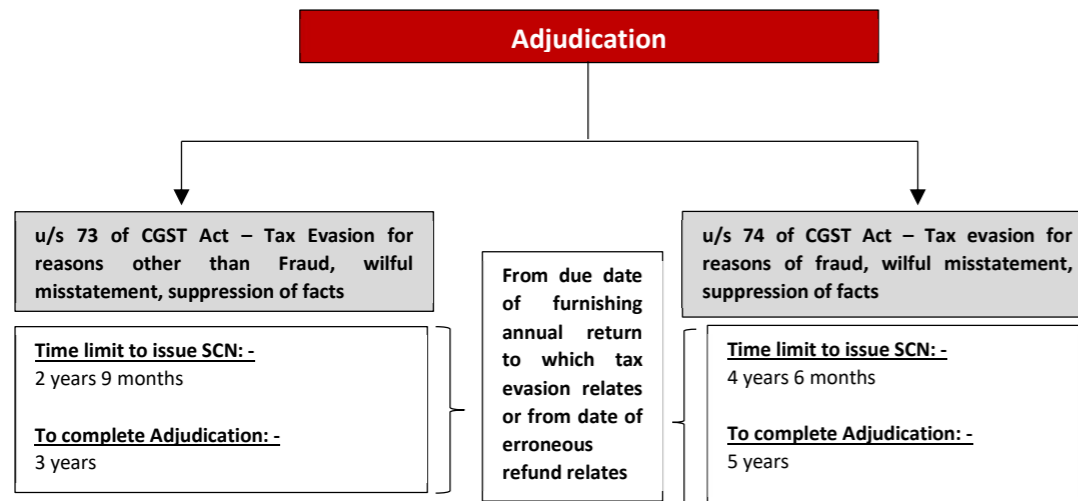 Adjudication
u/s 73 of CGST Act – Tax Evasion for
reasons other than Fraud, wilful
misstatement, suppression of facts
Time limit to issue SCN: -
2 years 9 months
To complete Adjudication: -
3 years
From due date
of furnishing
annual return
to which tax
evasion relates
or from date of
erroneous
refund relates
u/s 74 of CGST Act – Tax evasion for
reasons of fraud, wilful misstatement,
suppression of facts
Time limit to issue SCN: -
4 years 6 months
To complete Adjudication: -
5 years